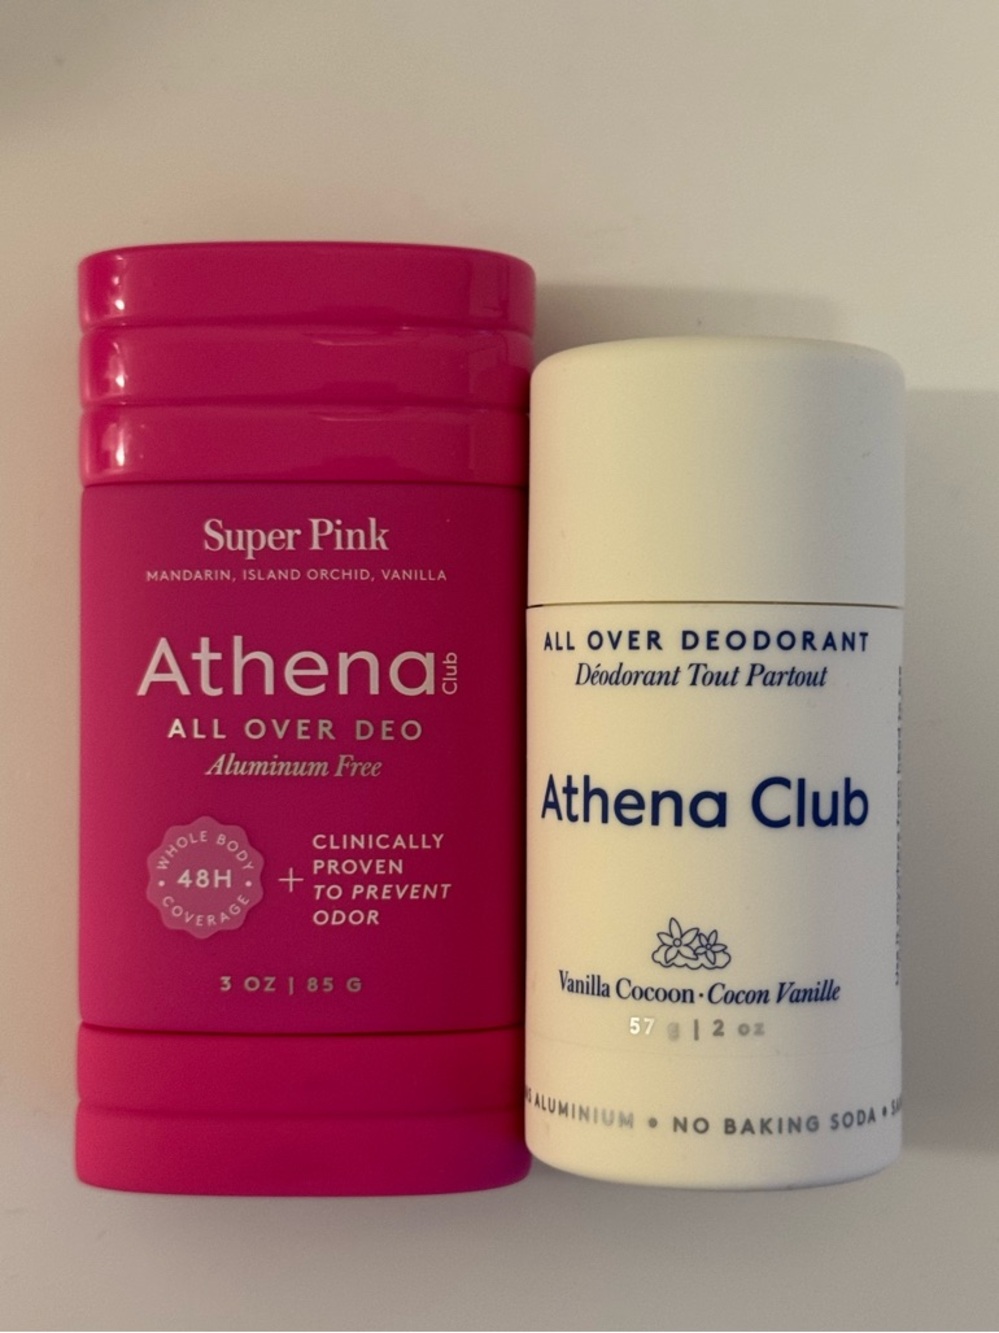 Super Pink
MANDARIN, ISLAND ORCHID, VANILLA
Athena Club
ALL OVER DEO
Aluminum Free
WHOLE BODY
48H
COVERAGE
+
CLINICALLY
PROVEN
TO PREVENT
ODOR
3 OZ | 85 G
ALL OVER DEODORANT
Déodorant Tout Partout
Athena Club
Vanilla Cocoon · Cocon Vanille
57 g | 2 oz
ALUMINIUM • NO BAKING SODA •